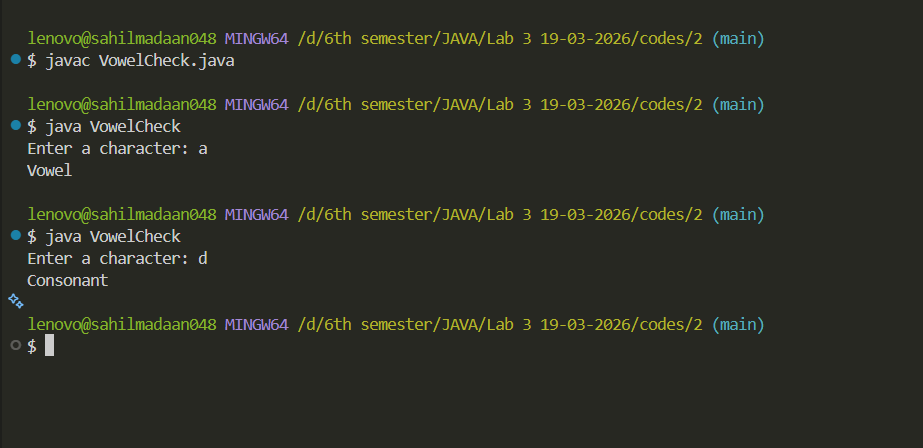 lenovo@sahilmadaan048 MINGW64 /d/6th semester/JAVA/Lab 3 19-03-2026/codes/2 (main)
$ javac VowelCheck.java
lenovo@sahilmadaan048 MINGW64 /d/6th semester/JAVA/Lab 3 19-03-2026/codes/2 (main)
$ java VowelCheck
Enter a character: a
Vowel
lenovo@sahilmadaan048 MINGW64 /d/6th semester/JAVA/Lab 3 19-03-2026/codes/2 (main)
$ java VowelCheck
Enter a character: d
Consonant
lenovo@sahilmadaan048 MINGW64 /d/6th semester/JAVA/Lab 3 19-03-2026/codes/2 (main)
$